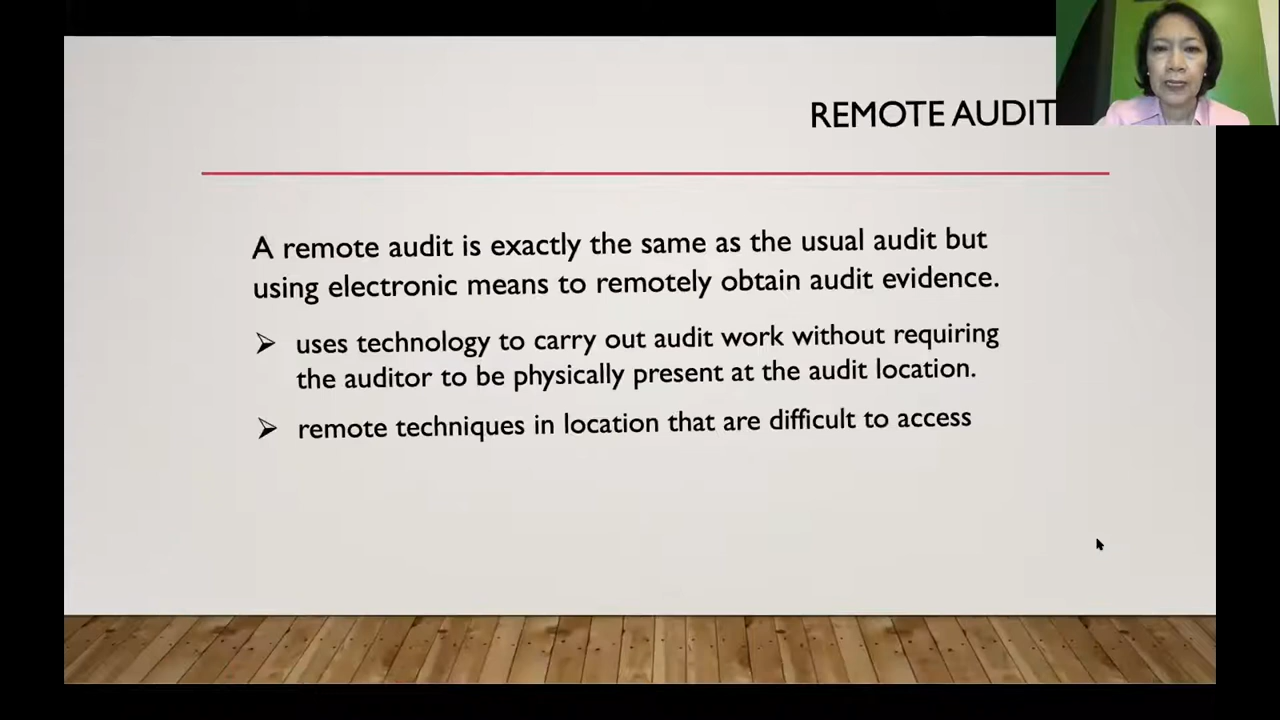 REMOTE AUDIT
A remote audit is exactly the same as the usual audit but
using electronic means to remotely obtain audit evidence.
uses technology to carry out audit work without requiring
the auditor to be physically present at the audit location.
remote techniques in location that are difficult to access